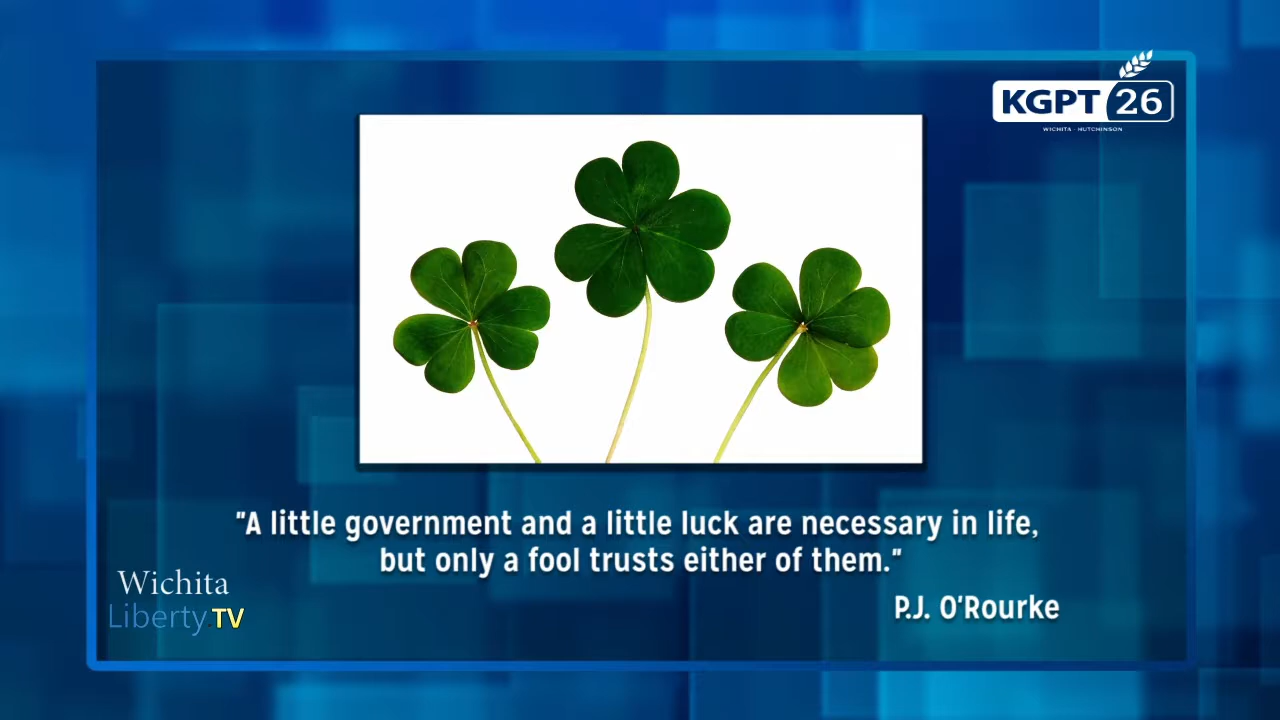 KGPT 26
WICHITA - HUTCHINSON
"A little government and a little luck are necessary in life,
but only a fool trusts either of them."
P.J. O'Rourke
Wichita
Liberty.TV